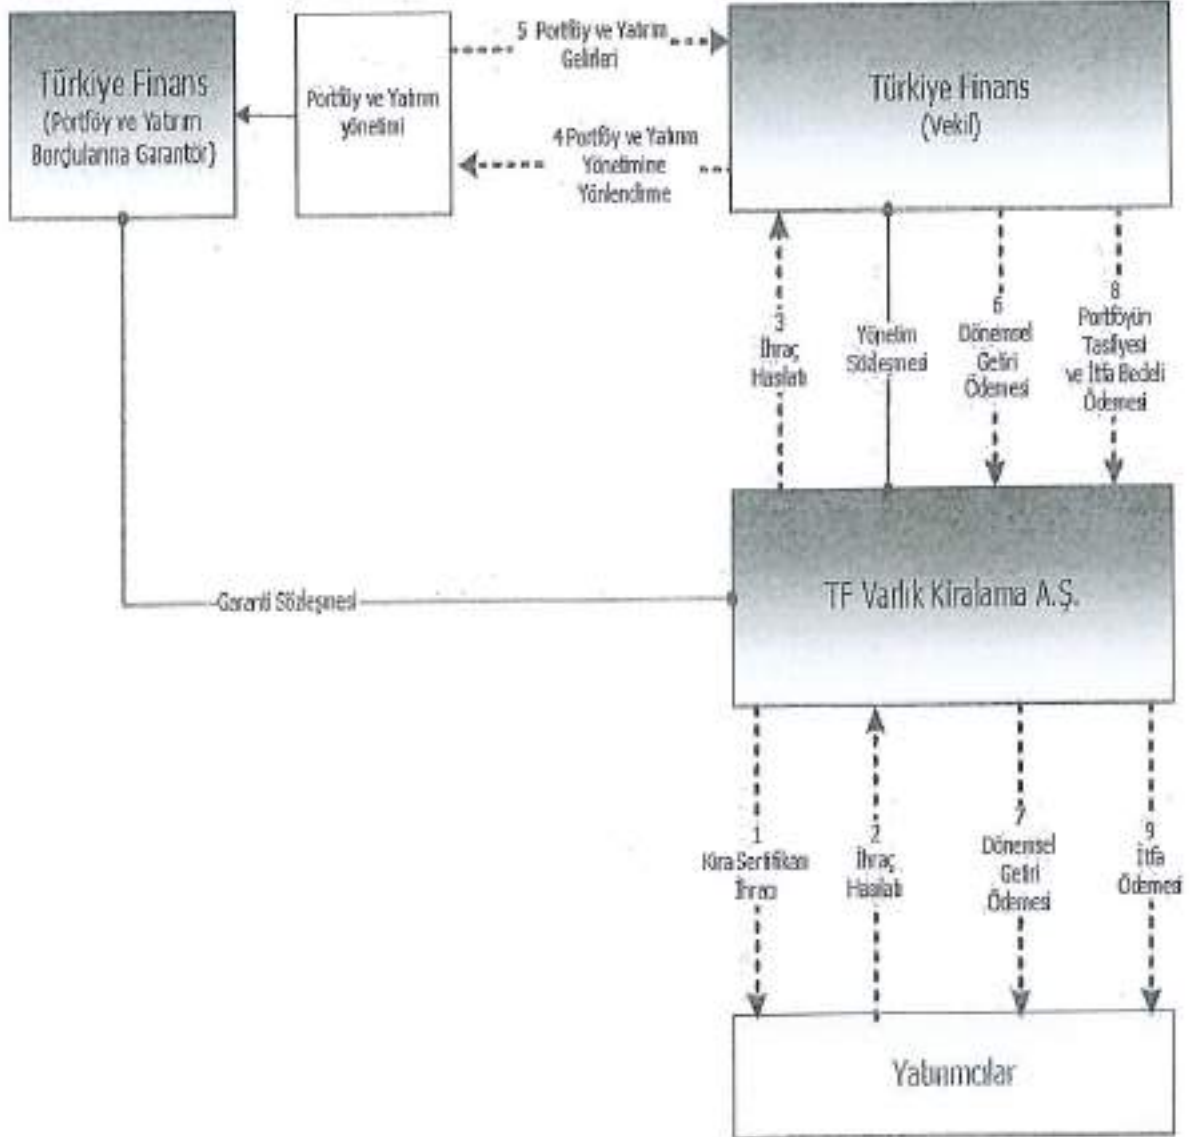 Türkiye Finans
(Portföy ve Yatırım
Borçlularına Garantör)
Portföy ve Yatırım
yönetimi
5 Portföy ve Yatırım
Gelirleri
4 Portföy ve Yatırım
Yönetimine
Yönlendirme
Türkiye Finans
(Vekil)
3
İhraç
Hasılatı
Yönetim
Sözleşmesi
6
Dönemsel
Getiri
Ödemesi
8
Portföyün
Tasfiyesi
ve İtfa Bedeli
Ödemesi
Garanti Sözleşmesi
TF Varlık Kiralama A.Ş.
1
Kira Sertifikası
İhracı
2
İhraç
Hasılatı
7
Dönemsel
Getiri
Ödemesi
9
İtfa
Ödemesi
Yatırımcılar